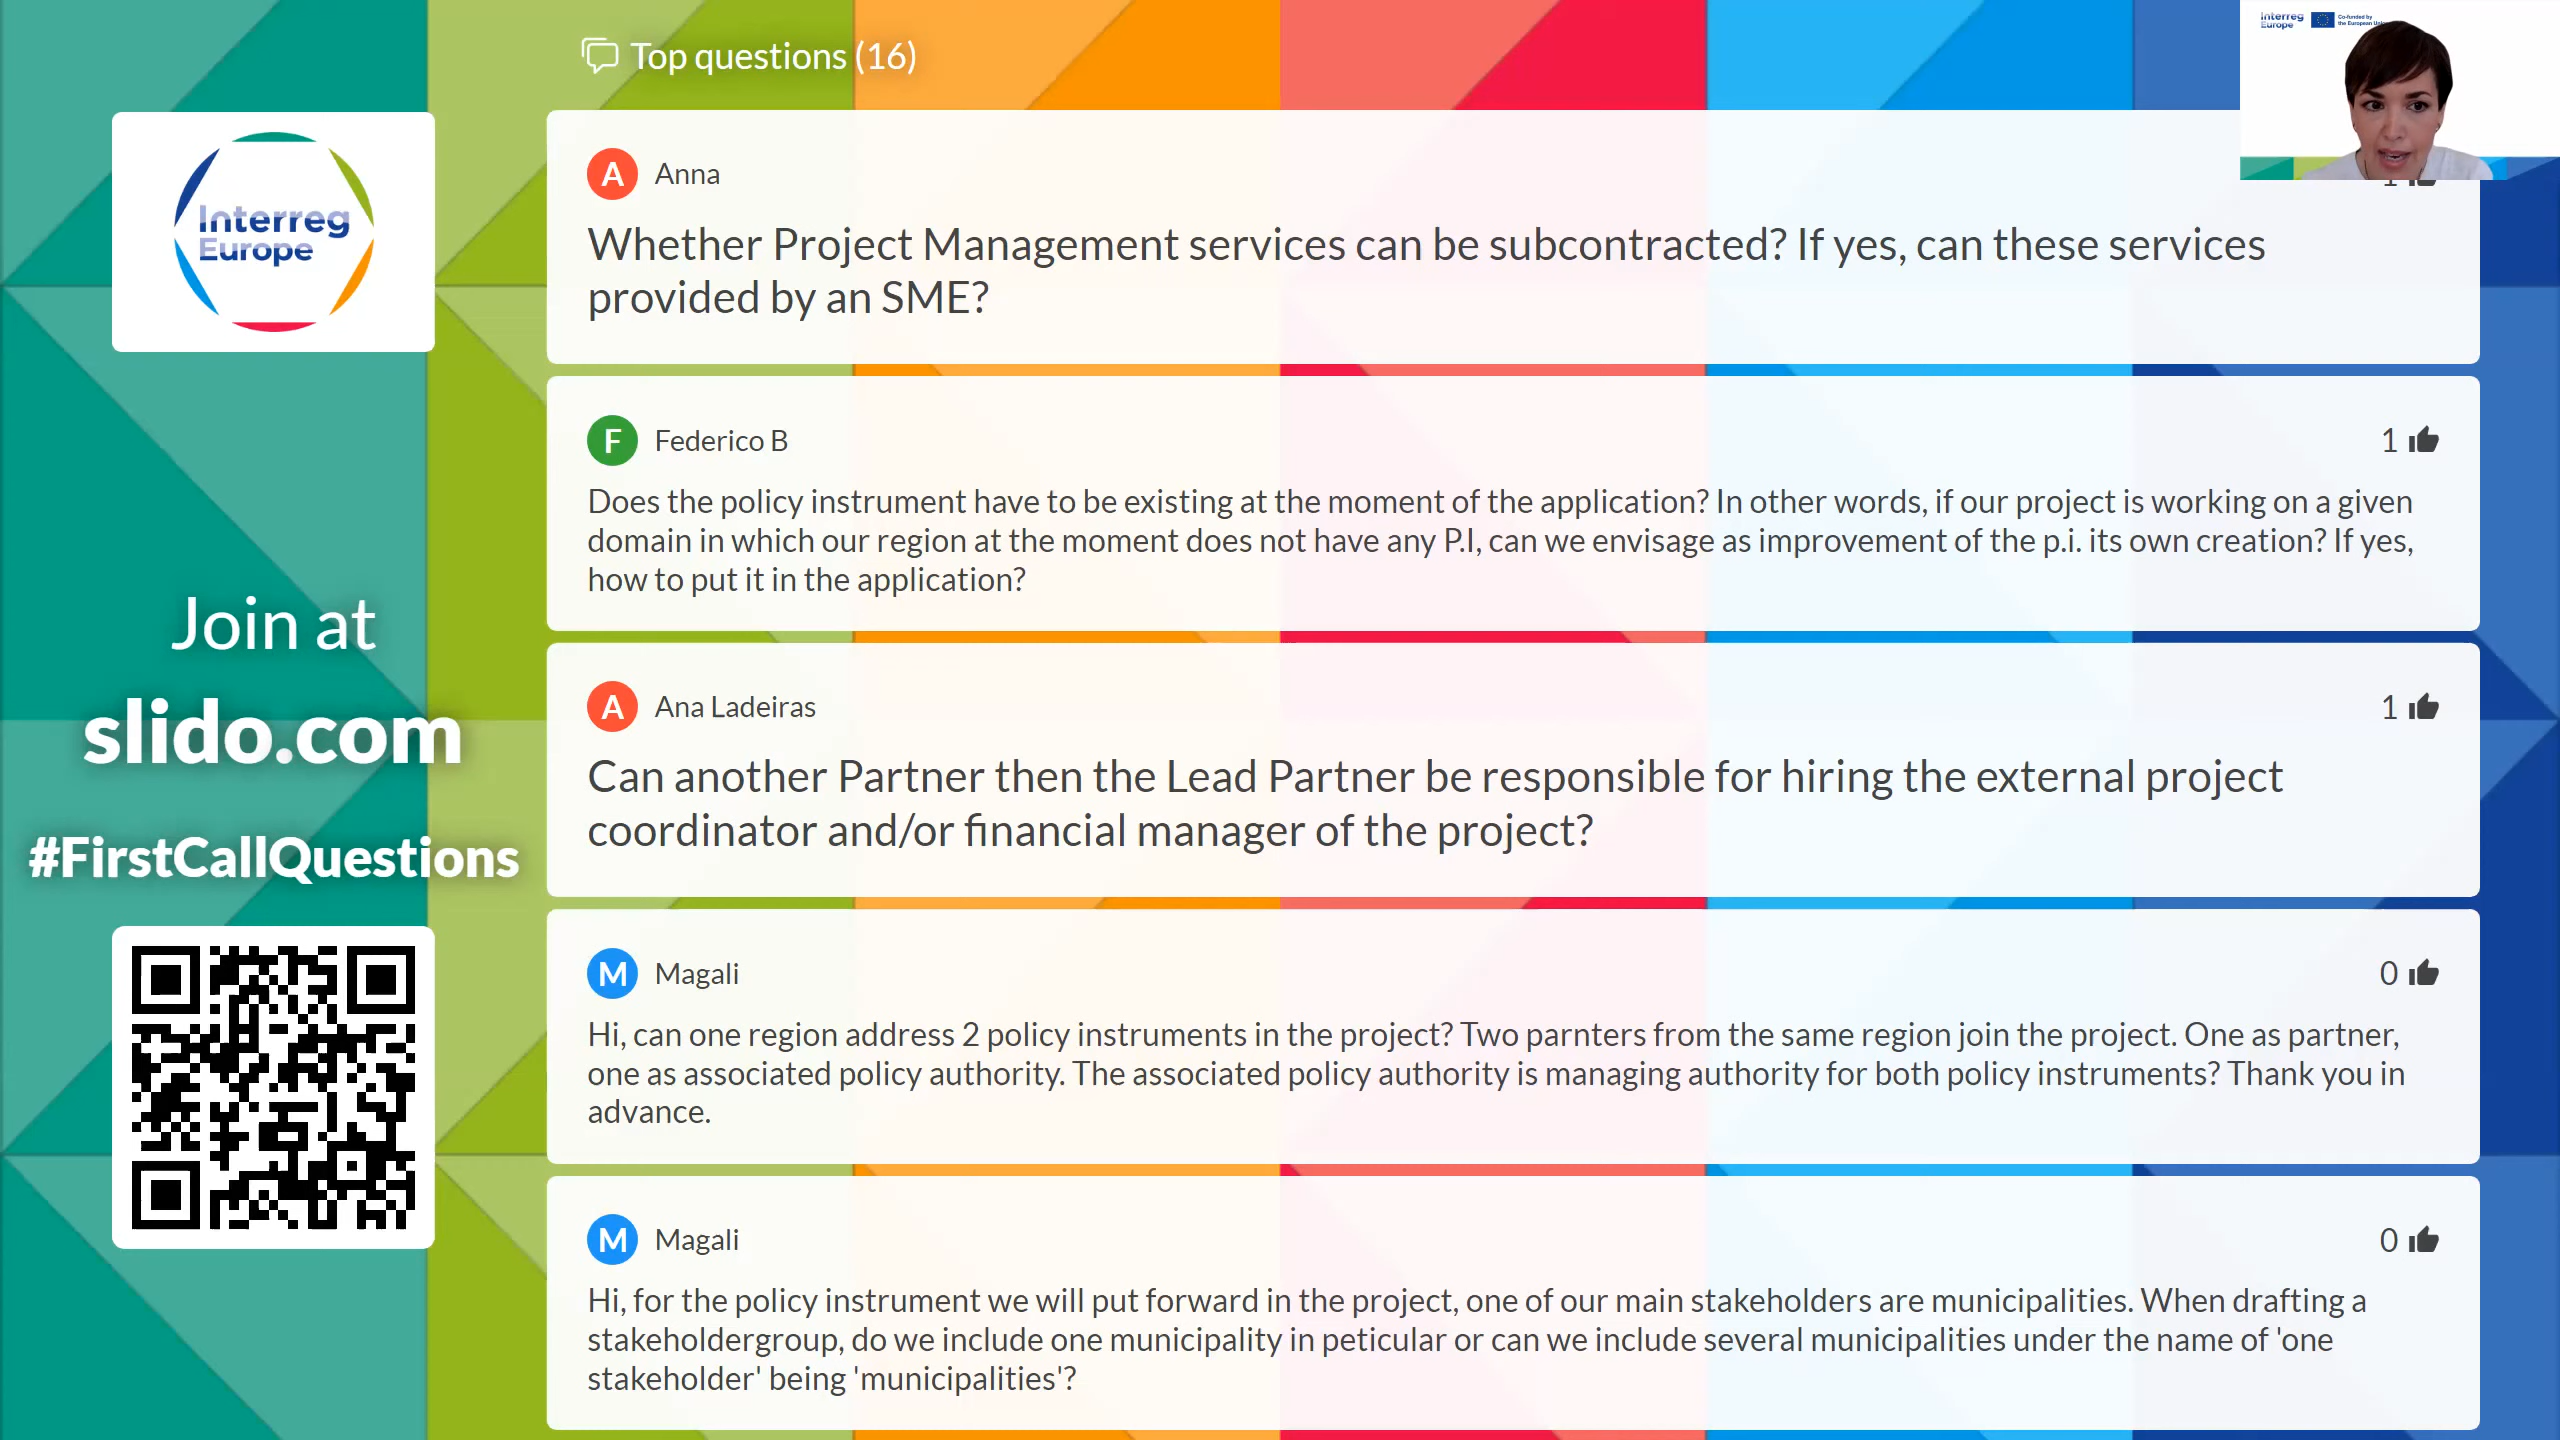 Top questions (16)
Interreg
Europe
Co-funded by
Interreg
Europe
A Anna
Whether Project Management services can be subcontracted? If yes, can these services
provided by an SME?
F Federico B 1
Does the policy instrument have to be existing at the moment of the application? In other words, if our project is working on a given
domain in which our region at the moment does not have any P.I, can we envisage as improvement of the p.i. its own creation? If yes,
how to put it in the application?
Join at
slido.com
#FirstCallQuestions
A Ana Ladeiras 1
Can another Partner then the Lead Partner be responsible for hiring the external project
coordinator and/or financial manager of the project?
M Magali 0
Hi, can one region address 2 policy instruments in the project? Two parnters from the same region join the project. One as partner,
one as associated policy authority. The associated policy authority is managing authority for both policy instruments? Thank you in
advance.
M Magali 0
Hi, for the policy instrument we will put forward in the project, one of our main stakeholders are municipalities. When drafting a
stakeholdergroup, do we include one municipality in peticular or can we include several municipalities under the name of 'one
stakeholder' being 'municipalities'?